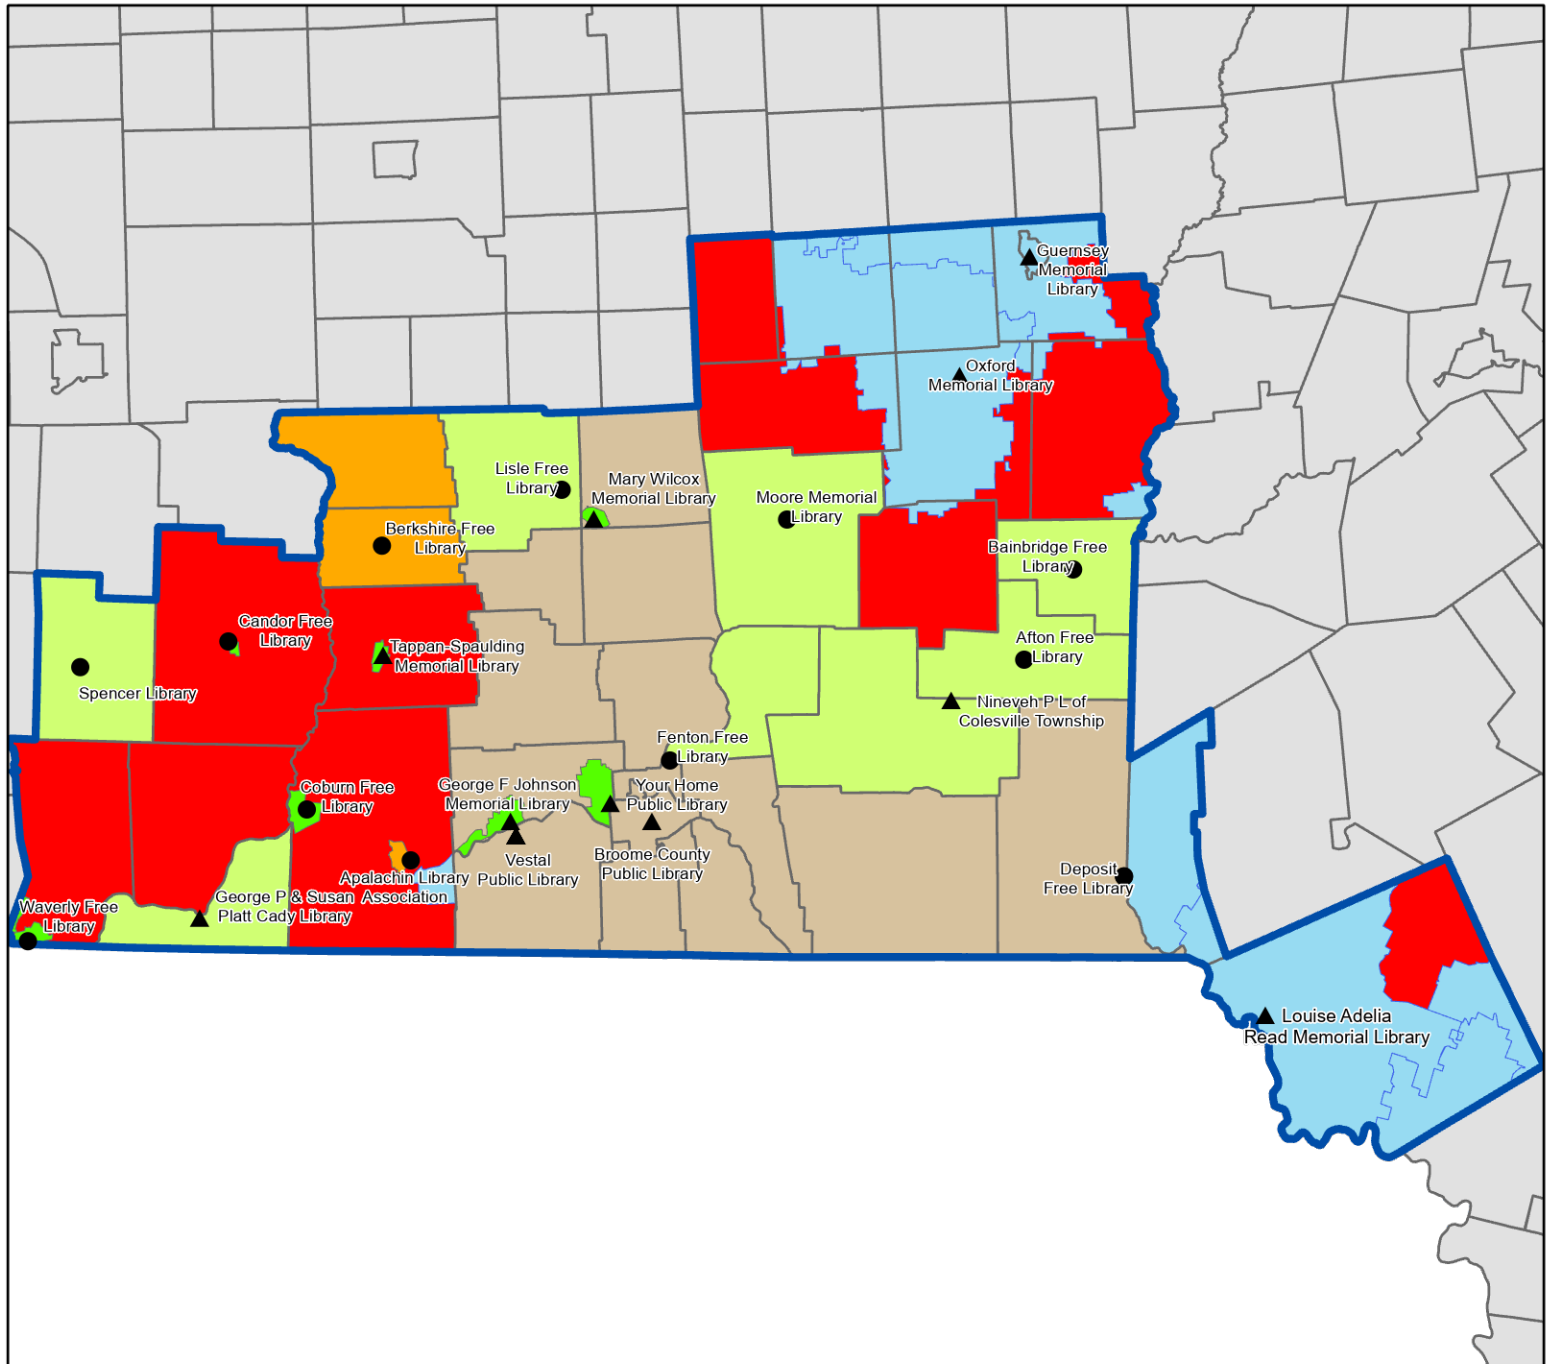 Guernsey
Memorial
Library
Oxford
Memorial Library
Lisle Free
Library
Mary Wilcox
Memorial Library
Moore Memorial
Library
Berkshire Free
Library
Bainbridge Free
Library
Candor Free
Library
Tappan-Spaulding
Memorial Library
Afton Free
Library
Spencer Library
Nineveh P L of
Colesville Township
Fenton Free
Library
Coburn Free
Library
George F Johnson
Memorial Library
Your Home
Public Library
Vestal
Public Library
Broome County
Public Library
Deposit
Free Library
Apalachin Library
Association
George P & Susan
Platt Cady Library
Waverly Free
Library
Louise Adelia
Read Memorial Library